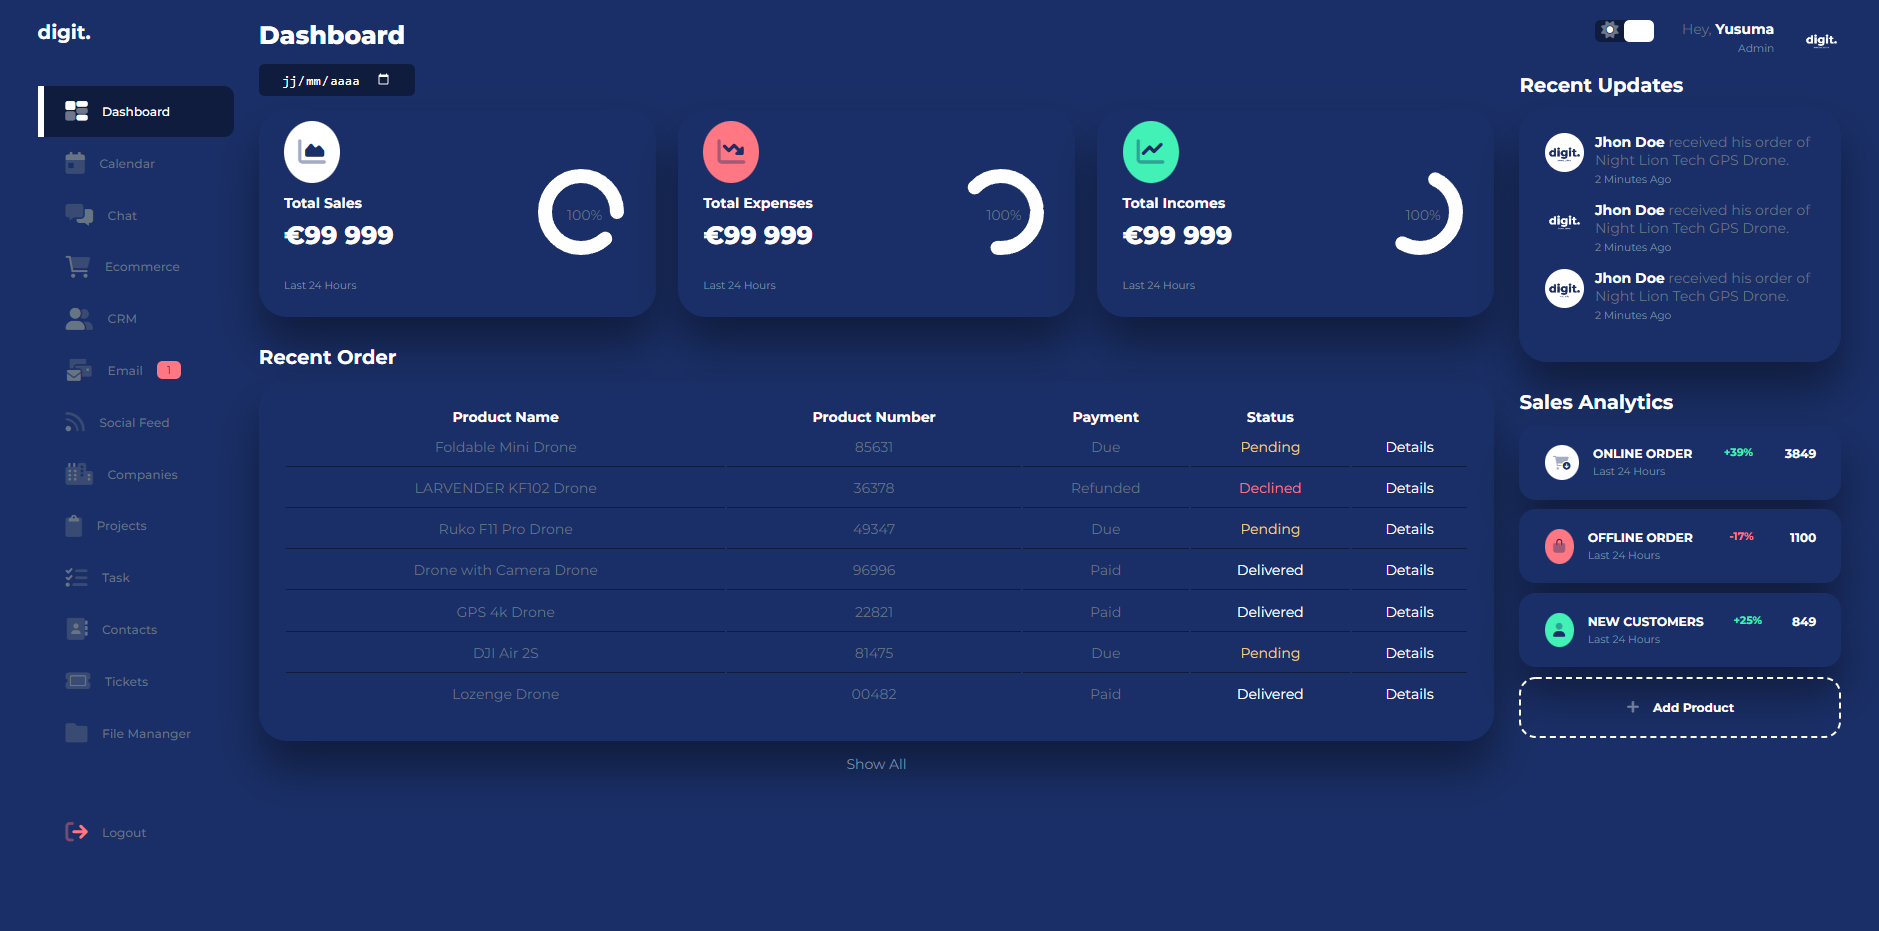 digit.
Dashboard
Calendar
Chat
Ecommerce
CRM
Email 1
Social Feed
Companies
Projects
Task
Contacts
Tickets
File Mananger
Logout
Dashboard
jj/mm/aaaa
Total Sales
€99 999
100%
Last 24 Hours
Total Expenses
€99 999
100%
Last 24 Hours
Total Incomes
€99 999
100%
Last 24 Hours
Recent Order
Product Name Product Number Payment Status
Foldable Mini Drone 85631 Due Pending Details
LARVENDER KF102 Drone 36378 Refunded Declined Details
Ruko F11 Pro Drone 49347 Due Pending Details
Drone with Camera Drone 96996 Paid Delivered Details
GPS 4k Drone 22821 Paid Delivered Details
DJI Air 2S 81475 Due Pending Details
Lozenge Drone 00482 Paid Delivered Details
Show All
Hey, Yusuma
Admin
digit.
Recent Updates
digit.
Jhon Doe received his order of
Night Lion Tech GPS Drone.
2 Minutes Ago
digit.
Jhon Doe received his order of
Night Lion Tech GPS Drone.
2 Minutes Ago
digit.
Jhon Doe received his order of
Night Lion Tech GPS Drone.
2 Minutes Ago
Sales Analytics
ONLINE ORDER +39% 3849
Last 24 Hours
OFFLINE ORDER -17% 1100
Last 24 Hours
NEW CUSTOMERS +25% 849
Last 24 Hours
Add Product